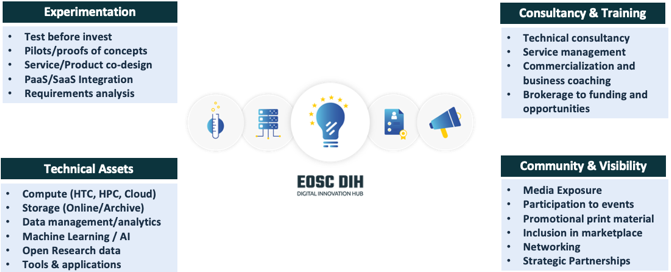 Experimentation
• Test before invest
• Pilots/proofs of concepts
• Service/Product co-design
• PaaS/SaaS Integration
• Requirements analysis
Consultancy & Training
• Technical consultancy
• Service management
• Commercialization and
business coaching
• Brokerage to funding and
opportunities
EOSC DIH
DIGITAL INNOVATION HUB
Technical Assets
• Compute (HTC, HPC, Cloud)
• Storage (Online/Archive)
• Data management/analytics
• Machine Learning / AI
• Open Research data
• Tools & applications
Community & Visibility
• Media Exposure
• Participation to events
• Promotional print material
• Inclusion in marketplace
• Networking
• Strategic Partnerships